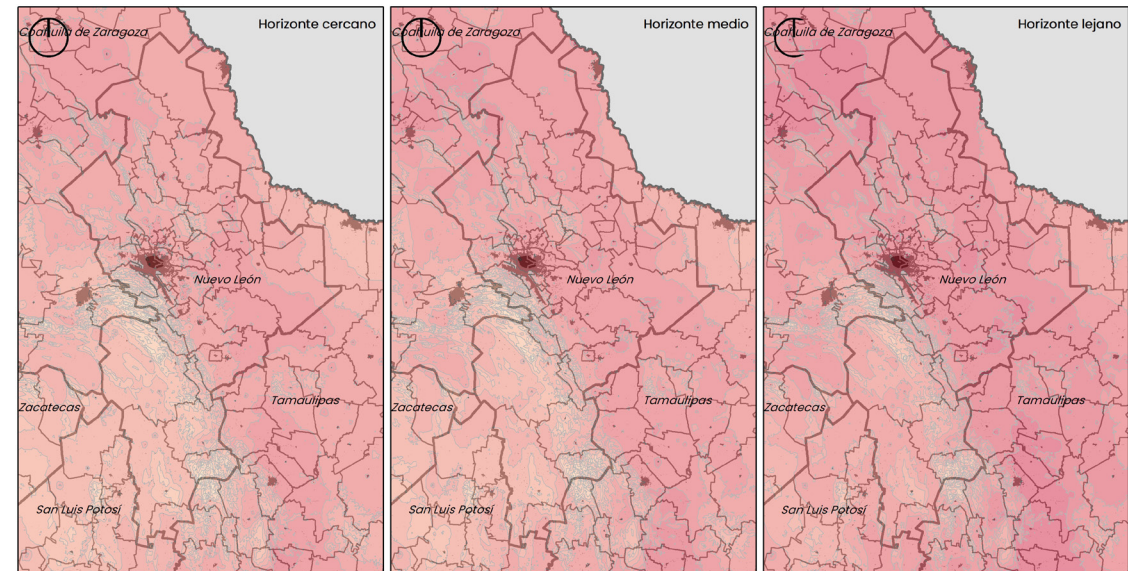 Horizonte cercano
Coahuila de Zaragoza
Nuevo León
Tamaulipas
Zacatecas
San Luis Potosí
Horizonte medio
Coahuila de Zaragoza
Nuevo León
Tamaulipas
Zacatecas
San Luis Potosí
Horizonte lejano
Coahuila de Zaragoza
Nuevo León
Tamaulipas
Zacatecas
San Luis Potosí